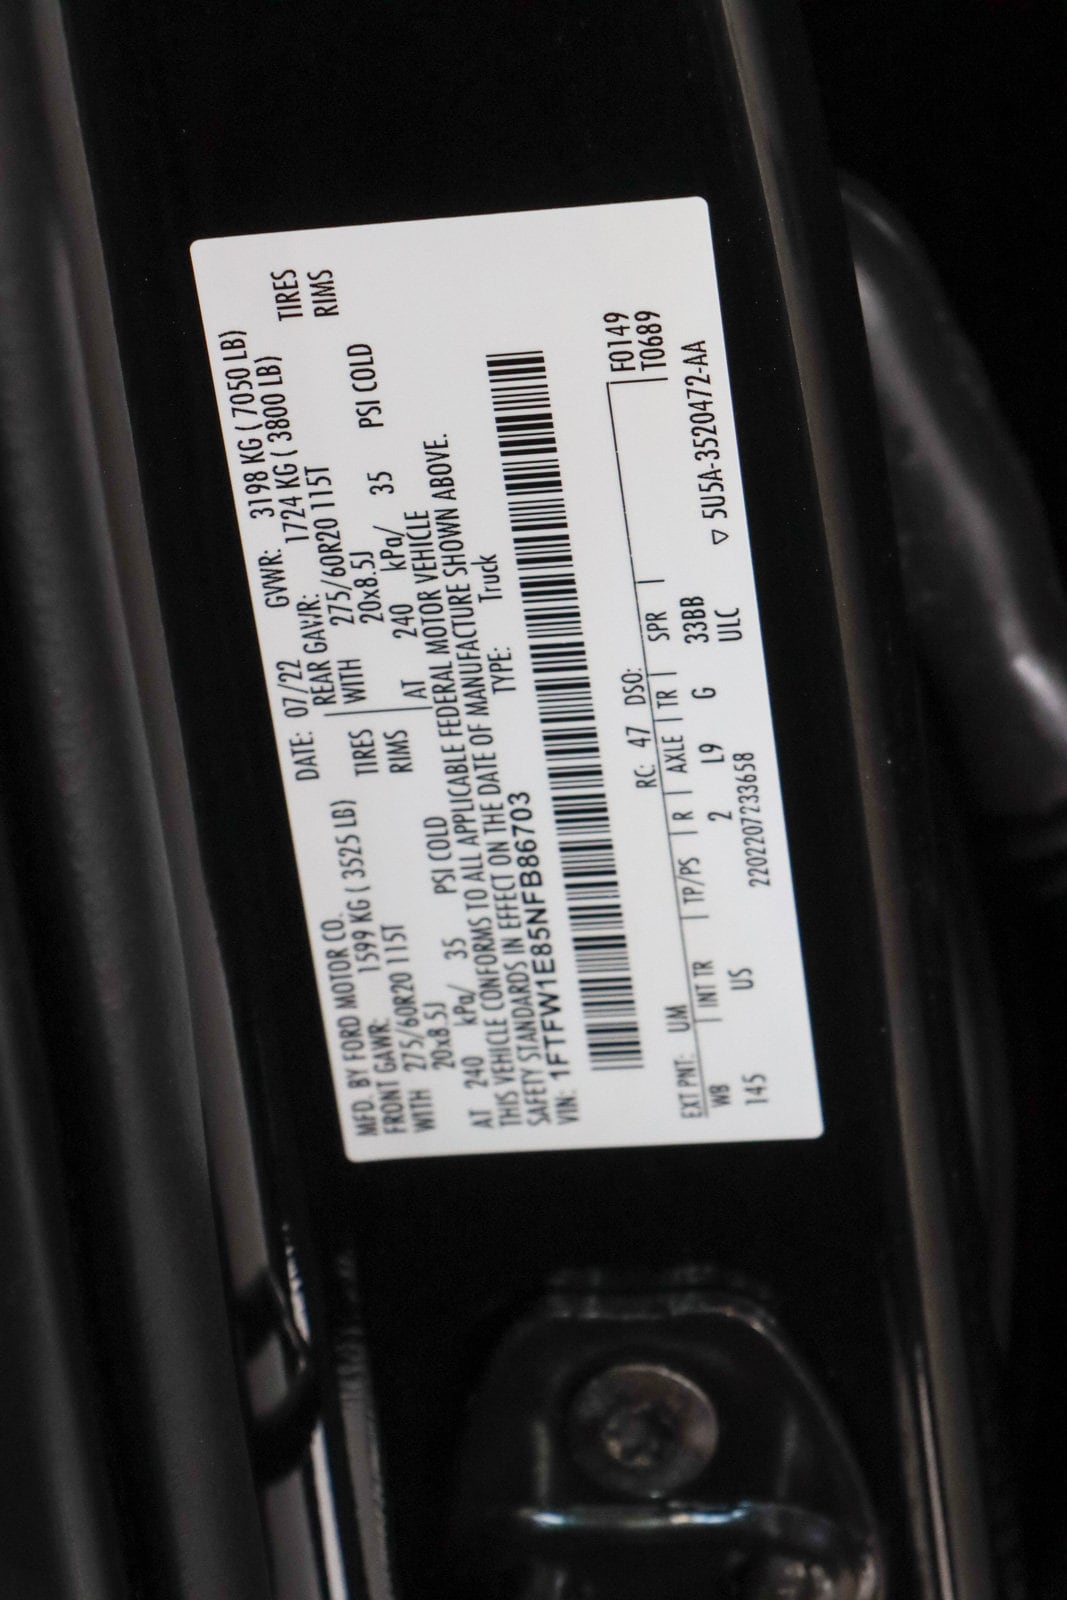 MFD. BY FORD MOTOR CO. DATE: 07/22 GVWR: 3198 KG ( 7050 LB)
FRONT GAWR: 1599 KG ( 3525 LB) REAR GAWR: 1724 KG ( 3800 LB)
WITH 275/60R20 115T TIRES WITH 275/60R20 115T TIRES
20x8.5J RIMS 20x8.5J RIMS
AT 240 kPa/ 35 PSI COLD AT 240 kPa/ 35 PSI COLD
THIS VEHICLE CONFORMS TO ALL APPLICABLE FEDERAL MOTOR VEHICLE
SAFETY STANDARDS IN EFFECT ON THE DATE OF MANUFACTURE SHOWN ABOVE.
VIN: 1FTFW1E85NFB86703 TYPE: Truck
F0149
T0689
EXT PNT: UM RC: 47 DSO:
WB INT TR TP/PS R AXLE TR SPR
145 US 2 L9 G 33BB
2202207233658 ULC
▽ 5U5A-3520472-AA